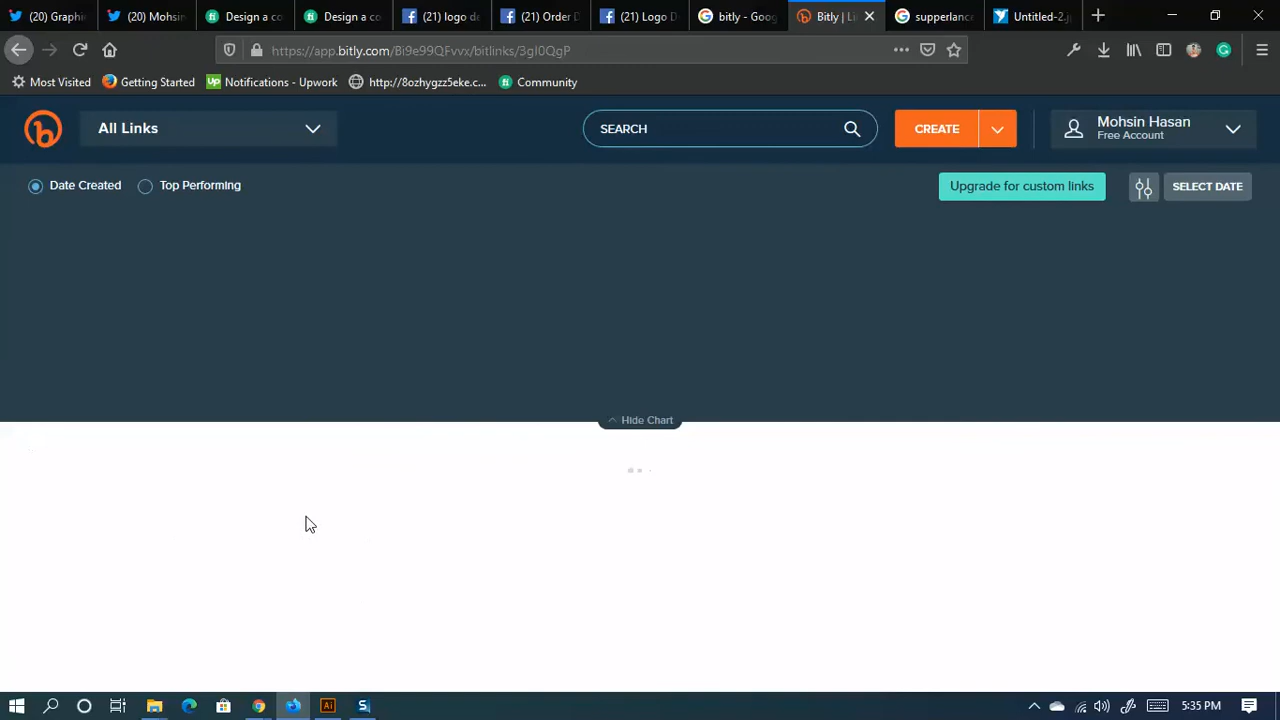 (20) Graphi
(20) Mohsin
Design a co
Design a co
(21) logo de
(21) Order D
(21) Logo D
bitly - Goog
Bitly | Li
supperlance
Untitled-2.j
https://app.bitly.com/Bi9e99QFvvx/bitlinks/3gI0QgP
Most Visited
Getting Started
Notifications - Upwork
http://8ozhygzz5eke.c...
Community
All Links
SEARCH
CREATE
Mohsin Hasan
Free Account
Date Created
Top Performing
Upgrade for custom links
SELECT DATE
Hide Chart
5:35 PM